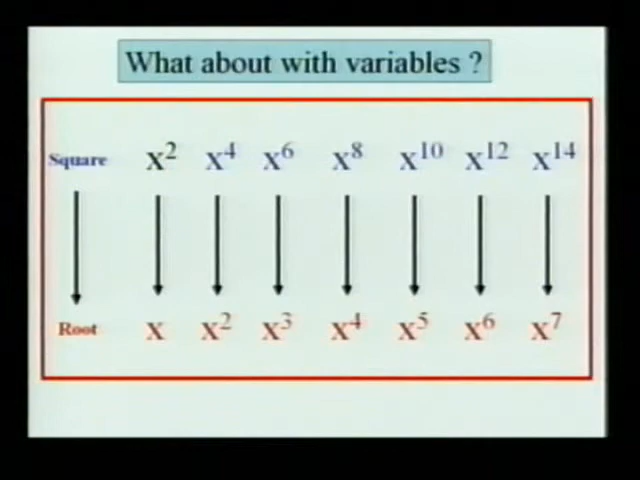 What about with variables ?
Square x² x⁴ x⁶ x⁸ x¹⁰ x¹² x¹⁴
Root x x² x³ x⁴ x⁵ x⁶ x⁷